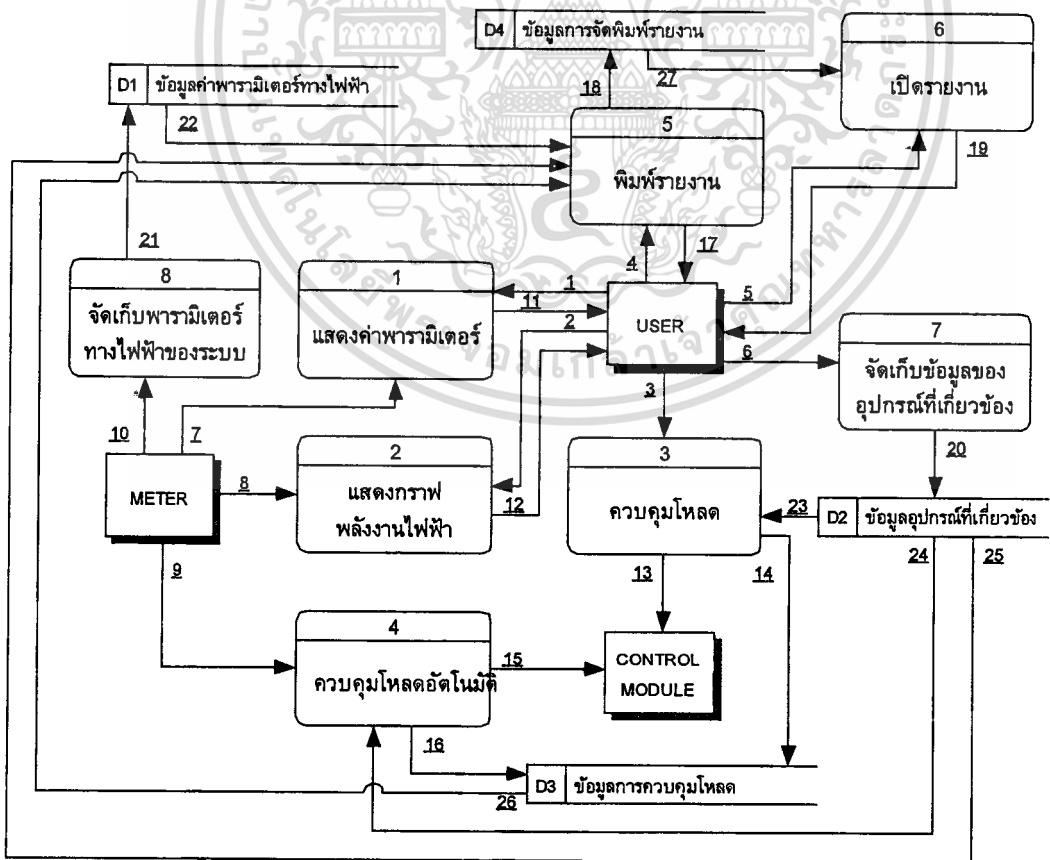 D4 ข้อมูลการจัดพิมพ์รายงาน
6
เปิดรายงาน
18
27
19
D1 ข้อมูลค่าพารามิเตอร์ทางไฟฟ้า
22
5
พิมพ์รายงาน
4
17
21
8
จัดเก็บพารามิเตอร์
ทางไฟฟ้าของระบบ
1
แสดงค่าพารามิเตอร์
1
11
2
USER
5
6
3
7
จัดเก็บข้อมูลของ
อุปกรณ์ที่เกี่ยวข้อง
20
10
7
METER
8
9
2
แสดงกราฟ
พลังงานไฟฟ้า
12
3
ควบคุมโหลด
23
D2 ข้อมูลอุปกรณ์ที่เกี่ยวข้อง
24
25
13
14
4
ควบคุมโหลดอัตโนมัติ
15
CONTROL
MODULE
16
26
D3 ข้อมูลการควบคุมโหลด